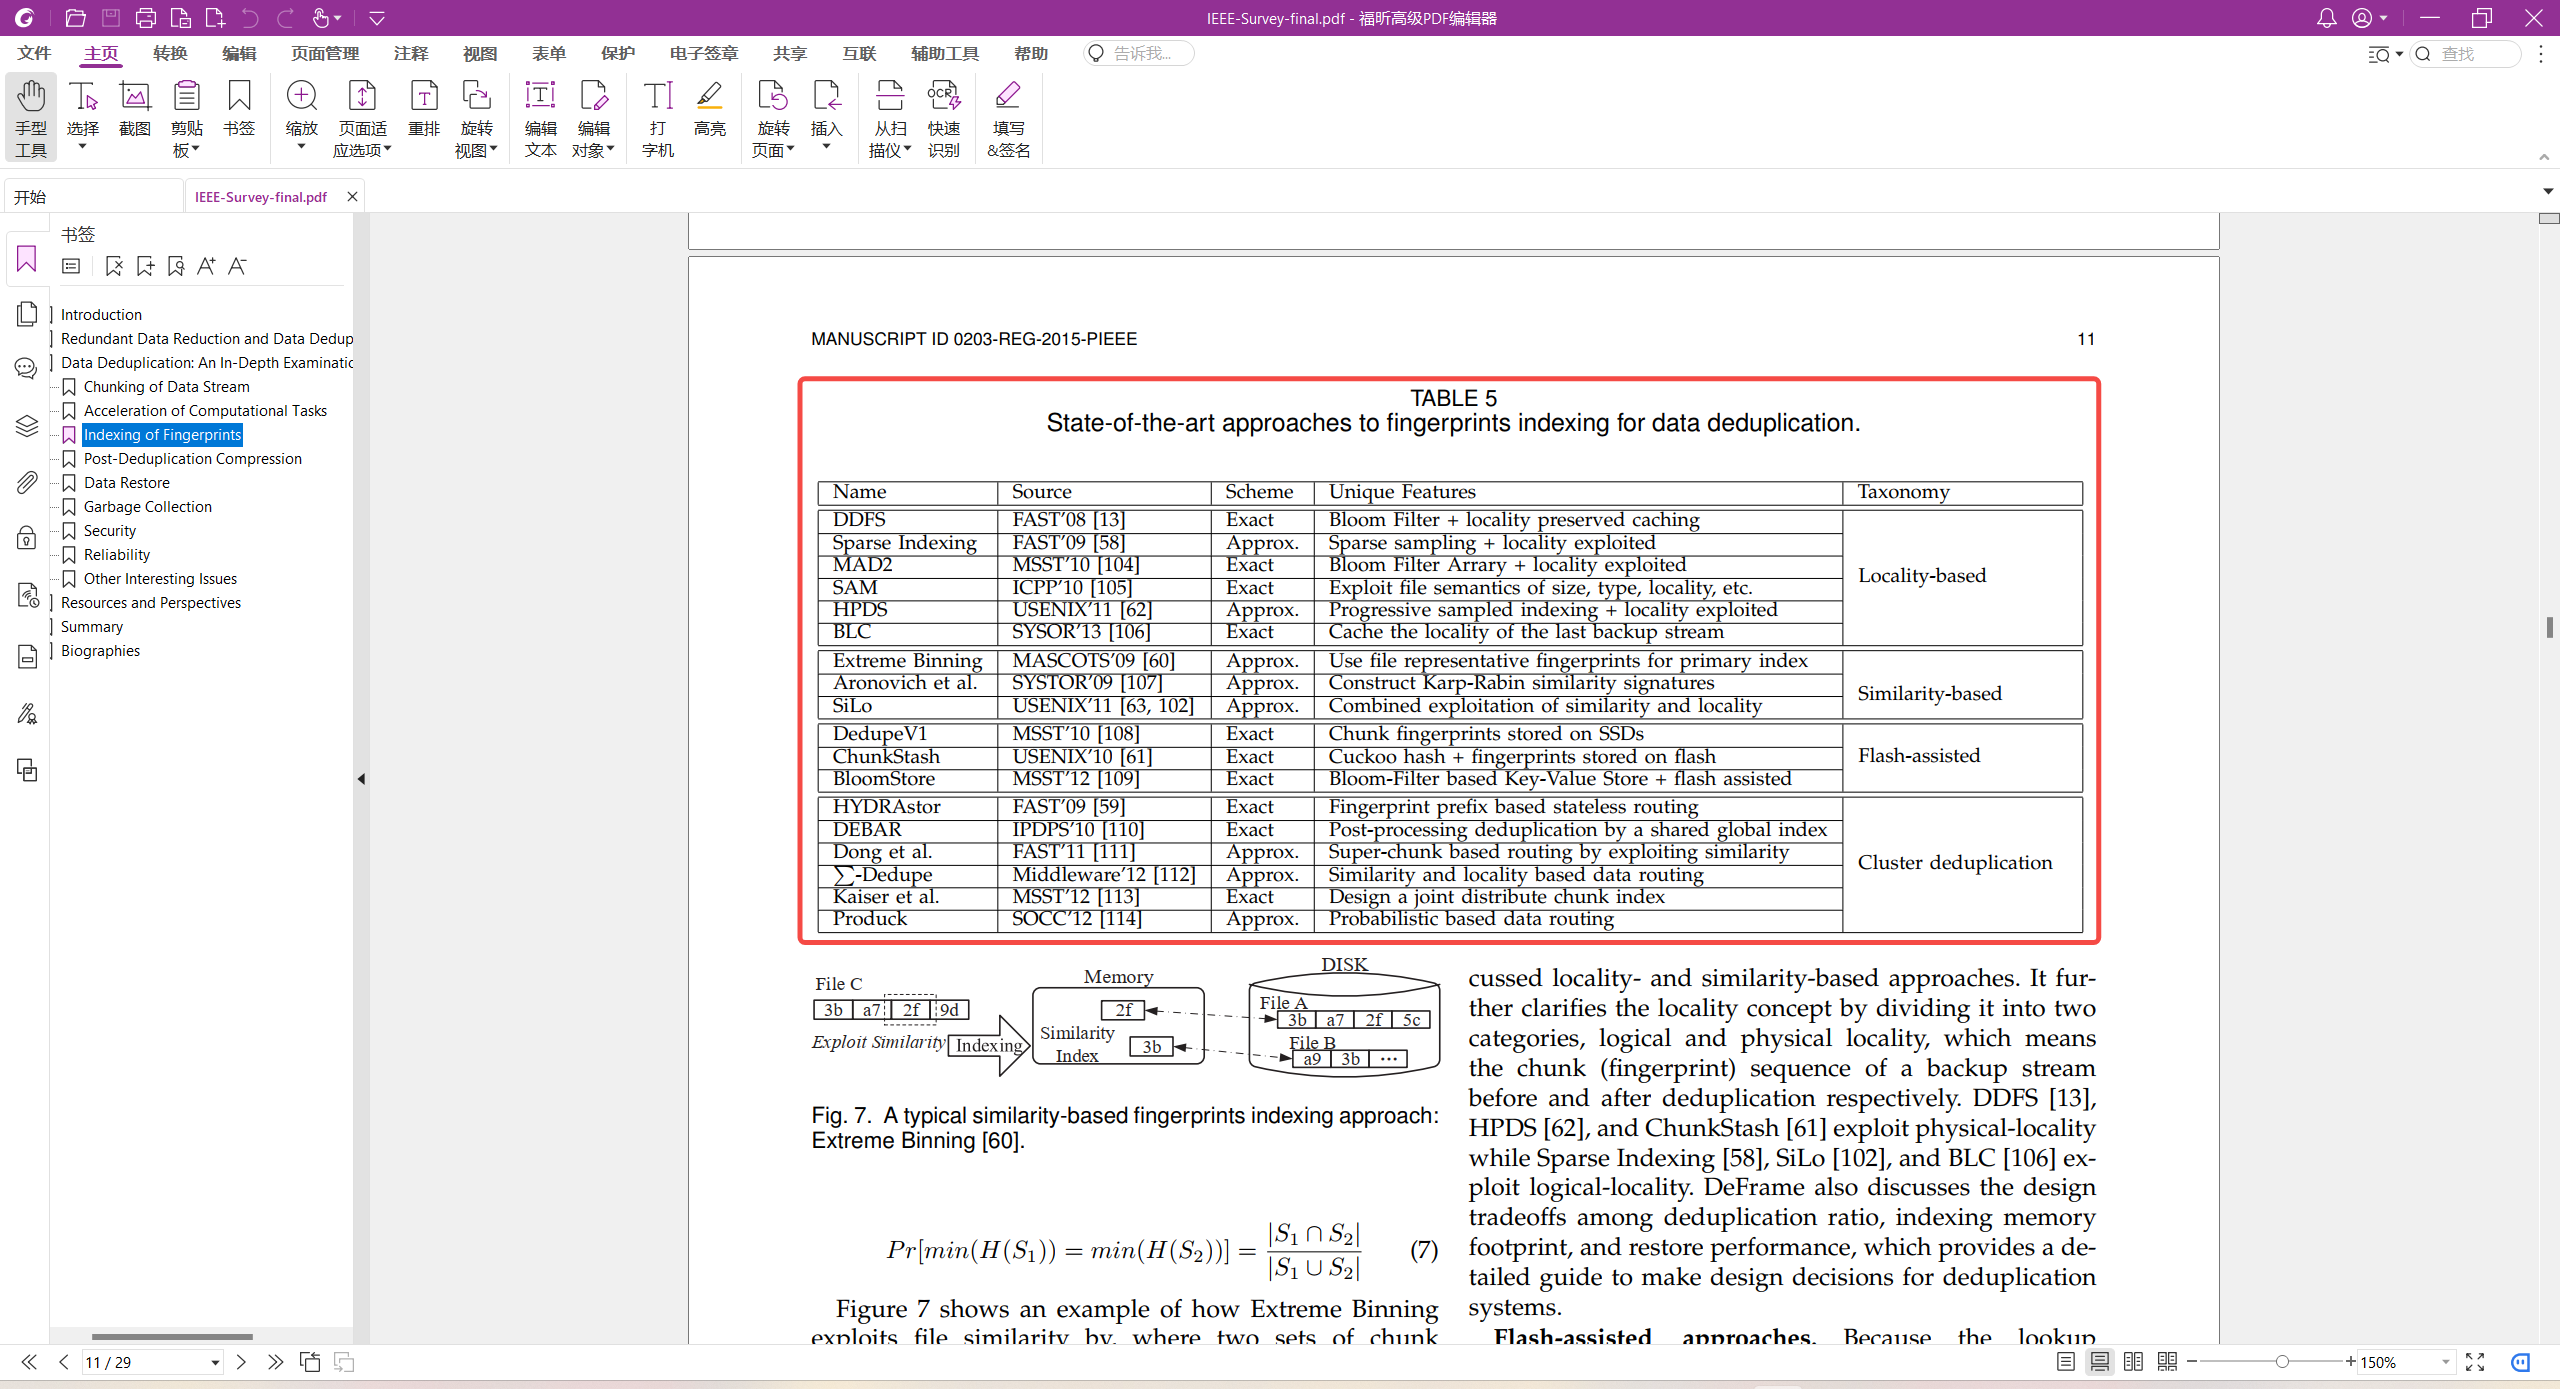 IEEE-Survey-final.pdf - 福昕高级PDF编辑器
文件 主页 转换 编辑 页面管理 注释 视图 表单 保护 电子签章 共享 互联 辅助工具 帮助 告诉我... 查找
手型工具 选择 截图 剪贴板 书签 缩放 页面适应选项 重排 旋转视图 编辑文本 编辑对象 打字机 高亮 旋转页面 插入 从扫描仪 OCR 快速识别 填写&签名
开始 IEEE-Survey-final.pdf
书签
Introduction
Redundant Data Reduction and Data Dedup
Data Deduplication: An In-Depth Examinatic
Chunking of Data Stream
Acceleration of Computational Tasks
Indexing of Fingerprints
Post-Deduplication Compression
Data Restore
Garbage Collection
Security
Reliability
Other Interesting Issues
Resources and Perspectives
Summary
Biographies
MANUSCRIPT ID 0203-REG-2015-PIEEE 11
TABLE 5
State-of-the-art approaches to fingerprints indexing for data deduplication.
Name Source Scheme Unique Features Taxonomy
DDFS FAST'08 [13] Exact Bloom Filter + locality preserved caching
Sparse Indexing FAST'09 [58] Approx. Sparse sampling + locality exploited
MAD2 MSST'10 [104] Exact Bloom Filter Arrary + locality exploited
Locality-based
SAM ICPP'10 [105] Exact Exploit file semantics of size, type, locality, etc.
HPDS USENIX'11 [62] Approx. Progressive sampled indexing + locality exploited
BLC SYSOR'13 [106] Exact Cache the locality of the last backup stream
Extreme Binning MASCOTS'09 [60] Approx. Use file representative fingerprints for primary index
Aronovich et al. SYSTOR'09 [107] Approx. Construct Karp-Rabin similarity signatures
Similarity-based
SiLo USENIX'11 [63, 102] Approx. Combined exploitation of similarity and locality
DedupeV1 MSST'10 [108] Exact Chunk fingerprints stored on SSDs
ChunkStash USENIX'10 [61] Exact Cuckoo hash + fingerprints stored on flash Flash-assisted
BloomStore MSST'12 [109] Exact Bloom-Filter based Key-Value Store + flash assisted
HYDRAstor FAST'09 [59] Exact Fingerprint prefix based stateless routing
DEBAR IPDPS'10 [110] Exact Post-processing deduplication by a shared global index
Dong et al. FAST'11 [111] Approx. Super-chunk based routing by exploiting similarity
Cluster deduplication
∑-Dedupe Middleware'12 [112] Approx. Similarity and locality based data routing
Kaiser et al. MSST'12 [113] Exact Design a joint distribute chunk index
Produck SOCC'12 [114] Approx. Probabilistic based data routing
File C
3b a7 2f 9d
Exploit Similarity
Indexing
Memory
2f
Similarity
Index
3b
DISK
File A
3b a7 2f 5c
File B
a9 3b ...
Fig. 7. A typical similarity-based fingerprints indexing approach:
Extreme Binning [60].
Pr[min(H(S1)) = min(H(S2))] = |S1 ∩ S2| / |S1 ∪ S2| (7)
Figure 7 shows an example of how Extreme Binning
exploits file similarity by, where two sets of chunk
cussed locality- and similarity-based approaches. It fur-
ther clarifies the locality concept by dividing it into two
categories, logical and physical locality, which means
the chunk (fingerprint) sequence of a backup stream
before and after deduplication respectively. DDFS [13],
HPDS [62], and ChunkStash [61] exploit physical-locality
while Sparse Indexing [58], SiLo [102], and BLC [106] ex-
ploit logical-locality. DeFrame also discusses the design
tradeoffs among deduplication ratio, indexing memory
footprint, and restore performance, which provides a de-
tailed guide to make design decisions for deduplication
systems.
Flash-assisted approaches. Because the lookup
11 / 29 150%